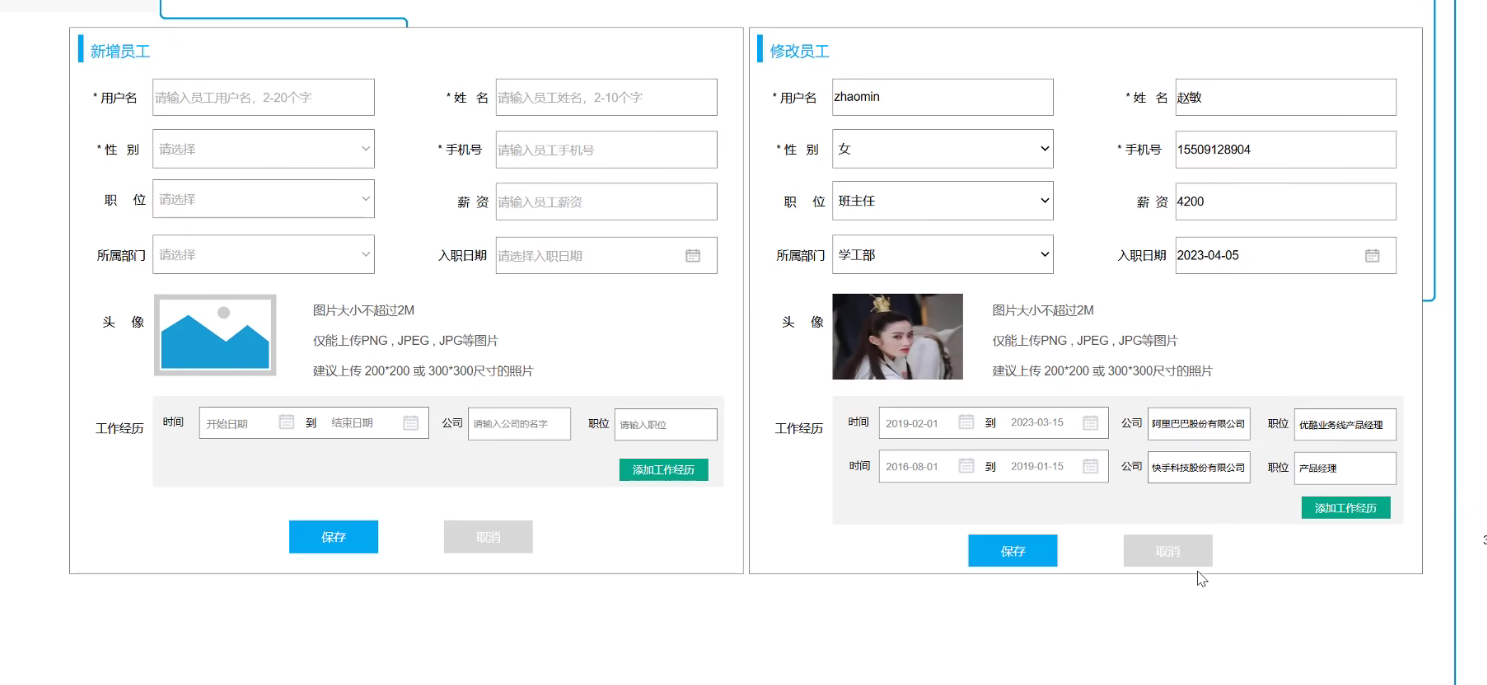 新增员工
* 用户名 请输入员工用户名，2-20个字 * 姓 名 请输入员工姓名，2-10个字
* 性 别 请选择 * 手机号 请输入员工手机号
职 位 请选择 薪 资 请输入员工薪资
所属部门 请选择 入职日期 请选择入职日期
头 像 图片大小不超过2M
仅能上传PNG , JPEG , JPG等图片
建议上传 200*200 或 300*300尺寸的照片
工作经历 时间 开始日期 到 结束日期 公司 请输入公司的名字 职位 请输入职位
添加工作经历
保存 取消
修改员工
* 用户名 zhaomin * 姓 名 赵敏
* 性 别 女 * 手机号 15509128904
职 位 班主任 薪 资 4200
所属部门 学工部 入职日期 2023-04-05
头 像 图片大小不超过2M
仅能上传PNG , JPEG , JPG等图片
建议上传 200*200 或 300*300尺寸的照片
工作经历 时间 2019-02-01 到 2023-03-15 公司 阿里巴巴股份有限公司 职位 优酷业务线产品经理
时间 2016-08-01 到 2019-01-15 公司 快手科技股份有限公司 职位 产品经理
添加工作经历
保存 取消